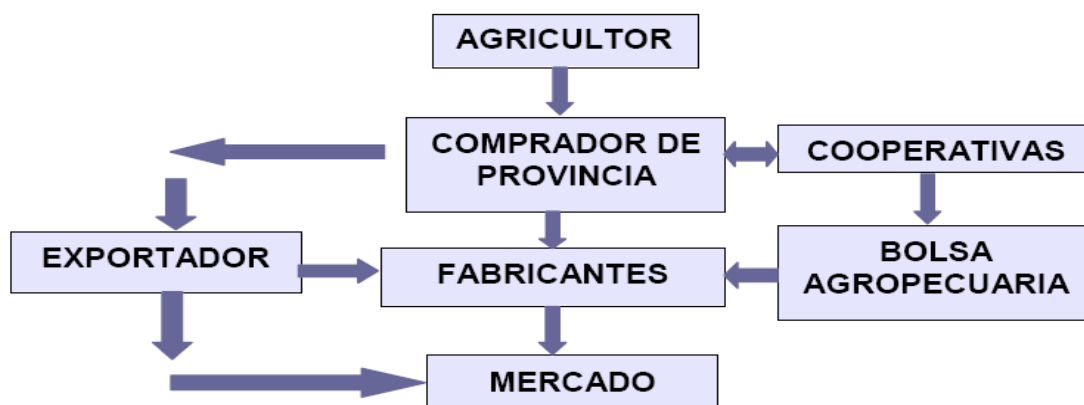 AGRICULTOR
COMPRADOR DE
PROVINCIA
COOPERATIVAS
EXPORTADOR
FABRICANTES
BOLSA
AGROPECUARIA
MERCADO